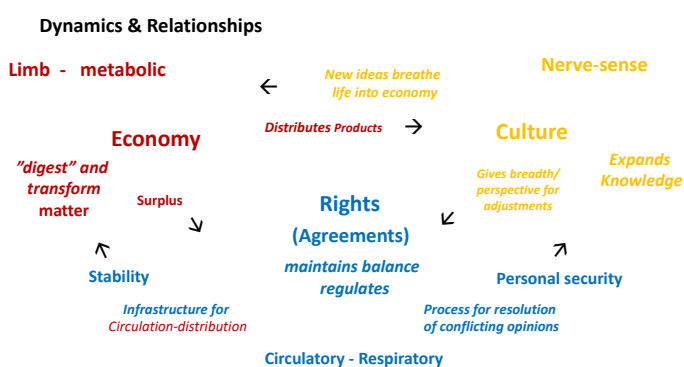 Dynamics & Relationships
Limb - metabolic
New ideas breathe
life into economy
Nerve-sense
Economy
Distributes Products
Culture
”digest” and
transform
matter
Surplus
Rights
(Agreements)
maintains balance
regulates
Gives breadth/
perspective for
adjustments
Expands
Knowledge
Stability
Personal security
Infrastructure for
Circulation-distribution
Process for resolution
of conflicting opinions
Circulatory - Respiratory